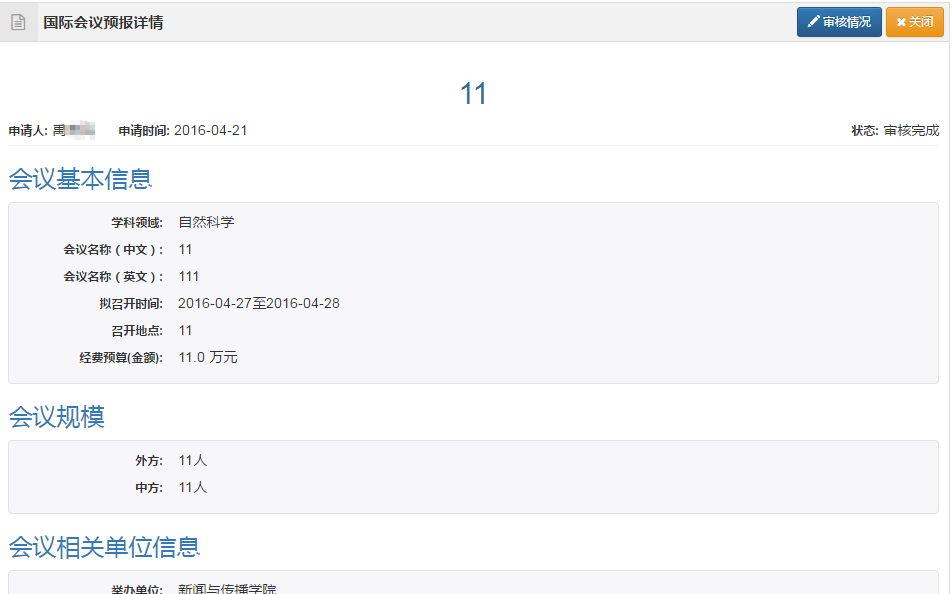 国际会议预报详情 审核情况 关闭
11
申请人: 禹 申请时间: 2016-04-21 状态: 审核完成
会议基本信息
学科领域: 自然科学
会议名称（中文）: 11
会议名称（英文）: 111
拟召开时间: 2016-04-27至2016-04-28
召开地点: 11
经费预算(金额): 11.0 万元
会议规模
外方: 11人
中方: 11人
会议相关单位信息
举办单位: 新闻与传播学院